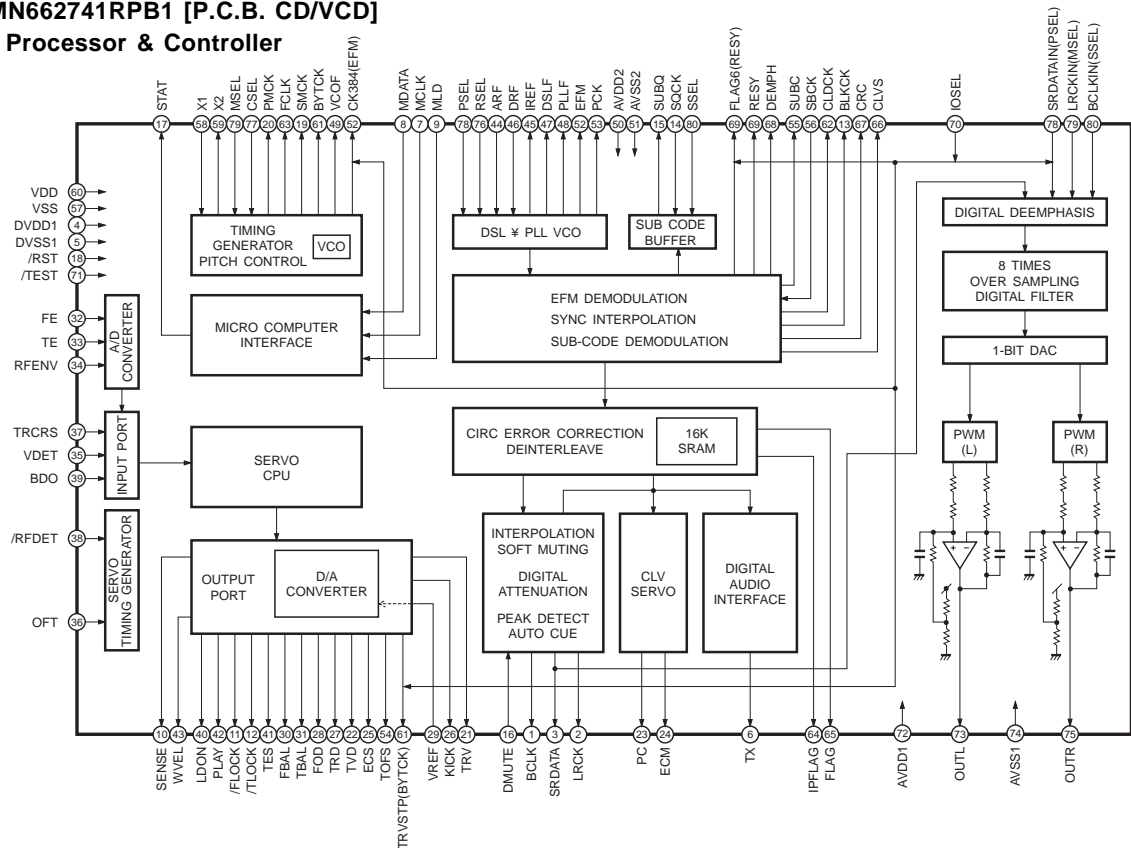 MN662741RPB1 [P.C.B. CD/VCD]
Processor & Controller
STAT
X1
X2
MSEL
CSEL
PMCK
FCLK
SMCK
BYTCK
VCOF
CK384(EFM)
MDATA
MCLK
MLD
PSEL
RSEL
ARF
DRF
IREF
DSLF
PLLF
EFM
PCK
AVDD2
AVSS2
SUBQ
SQCK
SSEL
FLAG6(RESY)
RESY
DEMPH
SUBC
SBCK
CLDCK
BLKCK
CRC
CLVS
IOSEL
SRDATAIN(PSEL)
LRCKIN(MSEL)
BCLKIN(SSEL)
17 58 59 79 77 20 63 19 61 49 52 8 7 9 78 76 44 46 45 47 48 52 53 50 51 15 14 80 69 69 68 55 56 62 13 67 66 70 78 79 80
VDD 60
VSS 57
DVDD1 4
DVSS1 5
/RST 18
/TEST 71
FE 32
TE 33
RFENV 34
TRCRS 37
VDET 35
BDO 39
/RFDET 38
OFT 36
A/D
CONVERTER
INPUT PORT
SERVO
TIMING GENERATOR
TIMING
GENERATOR
PITCH CONTROL
VCO
MICRO COMPUTER
INTERFACE
SERVO
CPU
OUTPUT
PORT
D/A
CONVERTER
DSL ¥ PLL VCO
SUB CODE
BUFFER
EFM DEMODULATION
SYNC INTERPOLATION
SUB-CODE DEMODULATION
CIRC ERROR CORRECTION
DEINTERLEAVE
16K
SRAM
INTERPOLATION
SOFT MUTING
DIGITAL
ATTENUATION
PEAK DETECT
AUTO CUE
CLV
SERVO
DIGITAL
AUDIO
INTERFACE
DIGITAL DEEMPHASIS
8 TIMES
OVER SAMPLING
DIGITAL FILTER
1-BIT DAC
PWM
(L)
PWM
(R)
+ −
+ −
10 43 40 42 11 12 41 30 31 28 27 22 25 54 61 29 26 21 16 1 3 2 23 24 6 64 65 72 73 74 75
SENSE
WVEL
LDON
PLAY
/FLOCK
/TLOCK
TES
FBAL
TBAL
FOD
TRD
TVD
ECS
TOFS
TRVSTP(BYTCK)
VREF
KICK
TRV
DMUTE
BCLK
SRDATA
LRCK
PC
ECM
TX
IPFLAG
FLAG
AVDD1
OUTL
AVSS1
OUTR